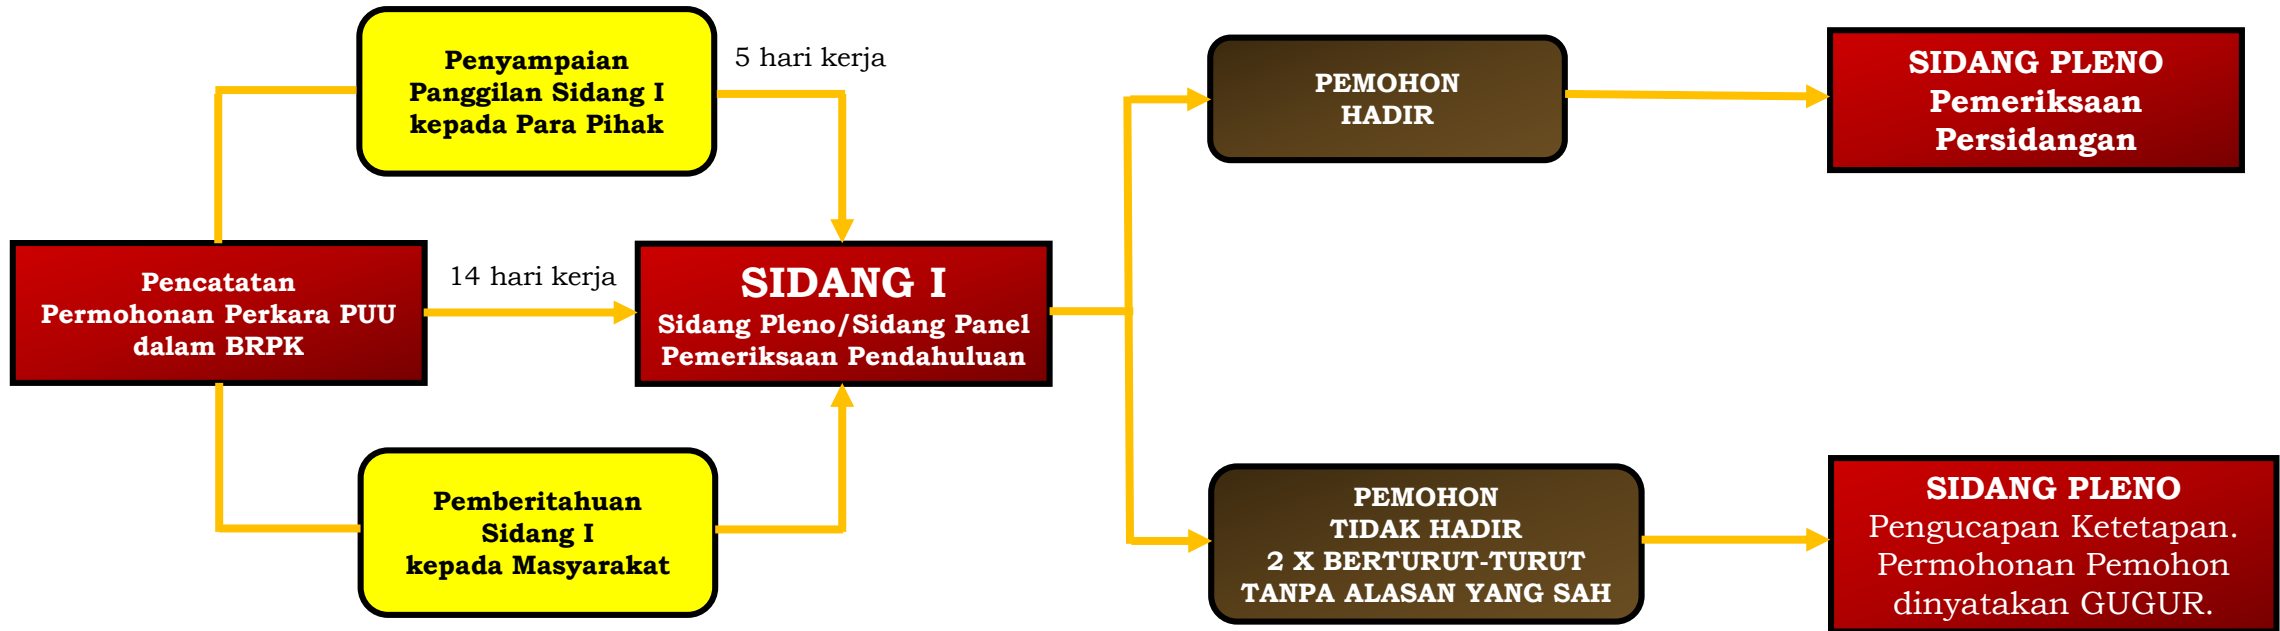 Penyampaian
Panggilan Sidang I
kepada Para Pihak
5 hari kerja
PEMOHON
HADIR
SIDANG PLENO
Pemeriksaan
Persidangan
Pencatatan
Permohonan Perkara PUU
dalam BRPK
14 hari kerja
SIDANG I
Sidang Pleno/Sidang Panel
Pemeriksaan Pendahuluan
Pemberitahuan
Sidang I
kepada Masyarakat
PEMOHON
TIDAK HADIR
2 X BERTURUT-TURUT
TANPA ALASAN YANG SAH
SIDANG PLENO
Pengucapan Ketetapan.
Permohonan Pemohon
dinyatakan GUGUR.